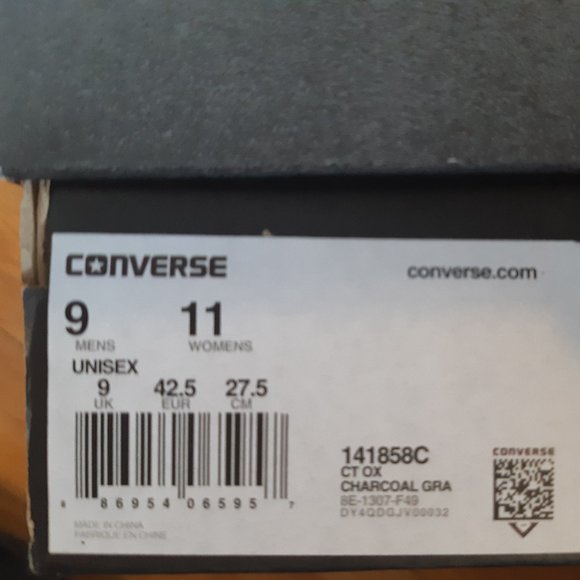 CONVERSE
converse.com
9 11
MENS WOMENS
UNISEX
9 42.5 27.5
UK EUR CM
141858C
CT OX
CHARCOAL GRA
8E-1307-F49
DY4QDGJV00032
CONVERSE
8 86954 06595 7
MADE IN CHINA
FABRIQUE EN CHINE